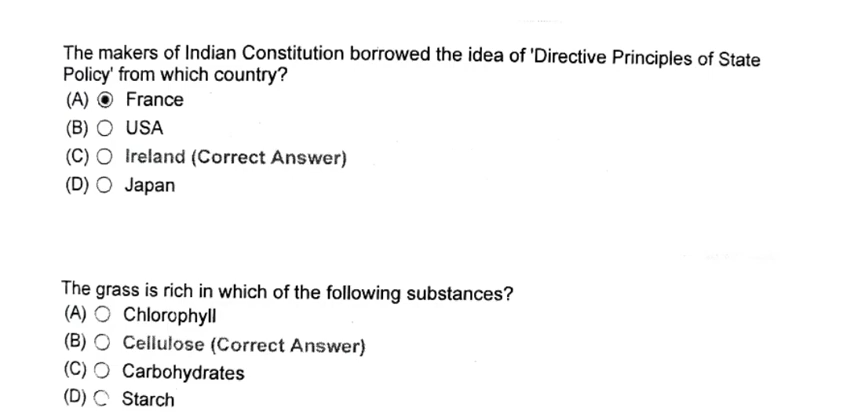 The makers of Indian Constitution borrowed the idea of 'Directive Principles of State
Policy' from which country?
(A) ◉ France
(B) ○ USA
(C) ○ Ireland (Correct Answer)
(D) ○ Japan
The grass is rich in which of the following substances?
(A) ○ Chlorophyll
(B) ○ Cellulose (Correct Answer)
(C) ○ Carbohydrates
(D) ○ Starch